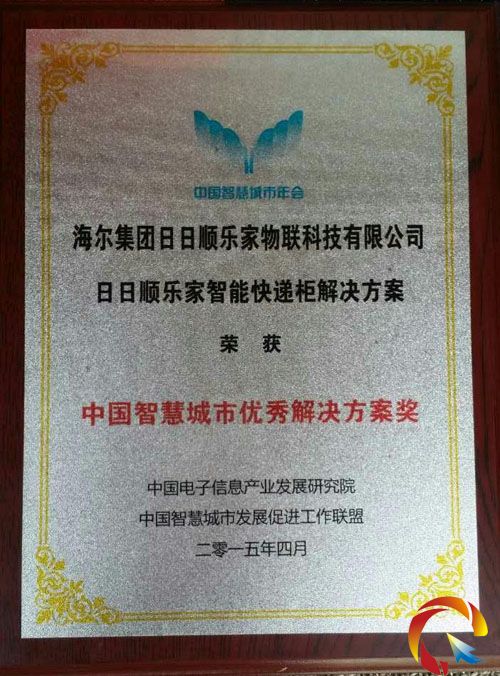 中国智慧城市年会
海尔集团日日顺乐家物联科技有限公司
日日顺乐家智能快递柜解决方案
荣 获
中国智慧城市优秀解决方案奖
中国电子信息产业发展研究院
中国智慧城市发展促进工作联盟
二零一五年四月